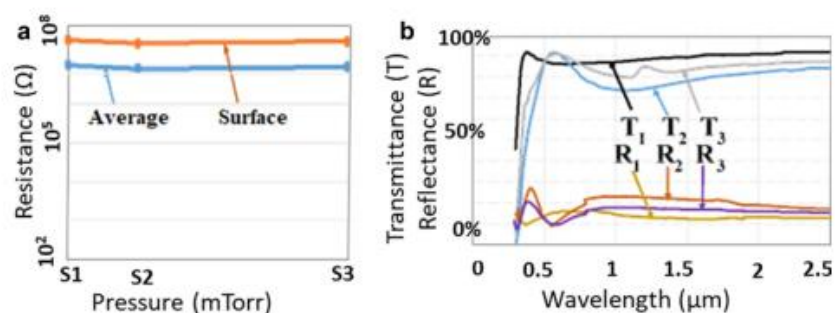 a
10⁸
10⁵
10²
Resistance (Ω)
Average
Surface
S1
S2
S3
Pressure (mTorr)
b
100%
50%
0%
Transmittance (T)
Reflectance (R)
T₁ T₂ T₃
R₁ R₂ R₃
0 0.5 1 1.5 2 2.5
Wavelength (μm)